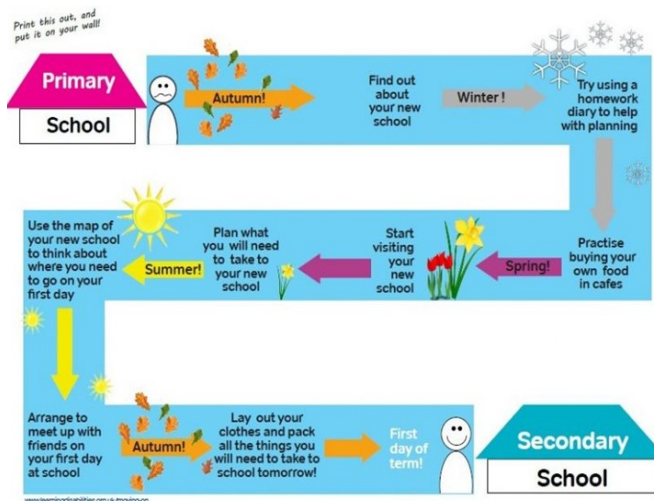 Print this out, and
put it on your wall!
Primary
School
Autumn!
Find out
about
your new
school
Winter !
Try using a
homework
diary to help
with planning
Practise
buying your
own food
in cafes
Spring!
Start
visiting
your
new
school
Plan what
you will need
to take to
your new
school
Summer!
Use the map of
your new school
to think about
where you need
to go on your
first day
Arrange to
meet up with
friends on
your first day
at school
Autumn!
Lay out your
clothes and pack
all the things you
will need to take to
school tomorrow!
First
day of
term!
Secondary
School